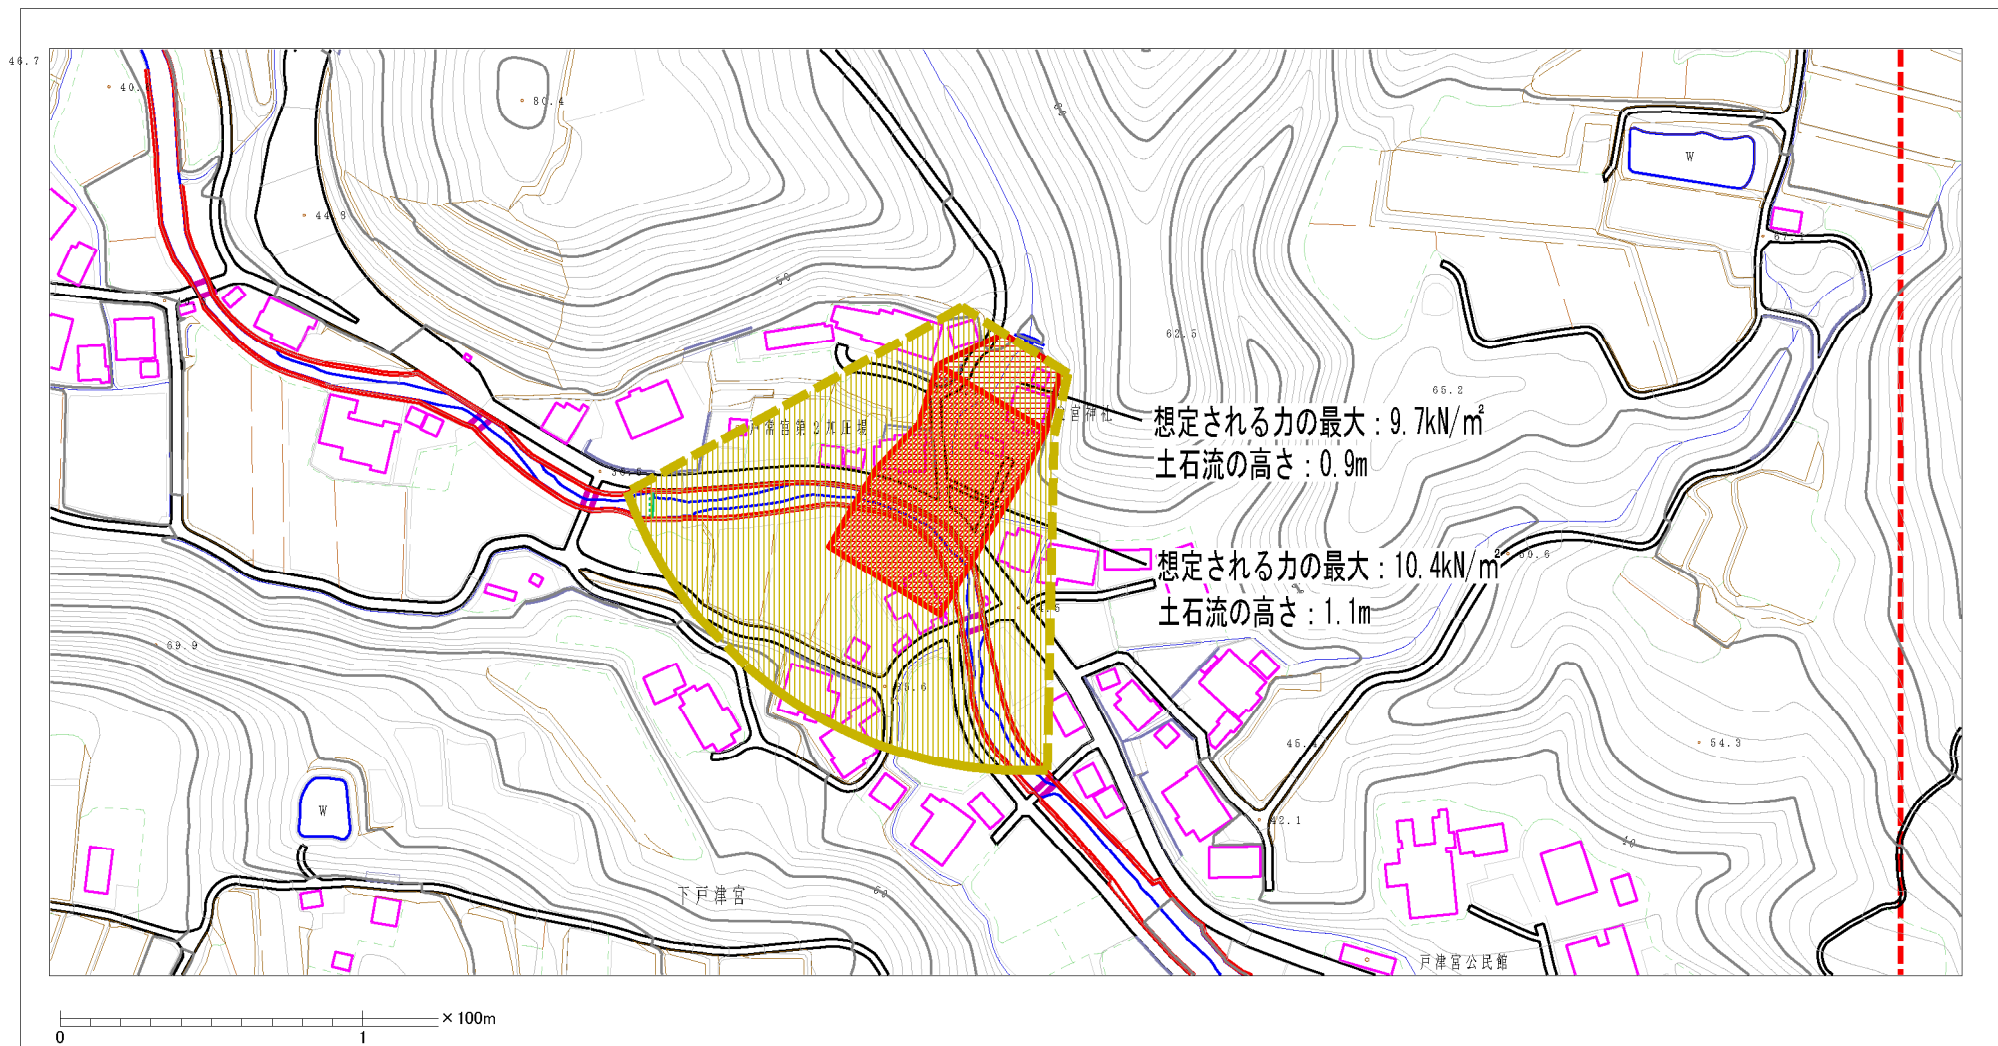 46.7
80.4
44.3
W
62.5
65.2
想定される力の最大：9.7kN/㎡
土石流の高さ：0.9m
想定される力の最大：10.4kN/㎡
土石流の高さ：1.1m
69.9
54.3
W
42.1
下戸津宮
60
40
戸津宮公民館
0
1
×100m